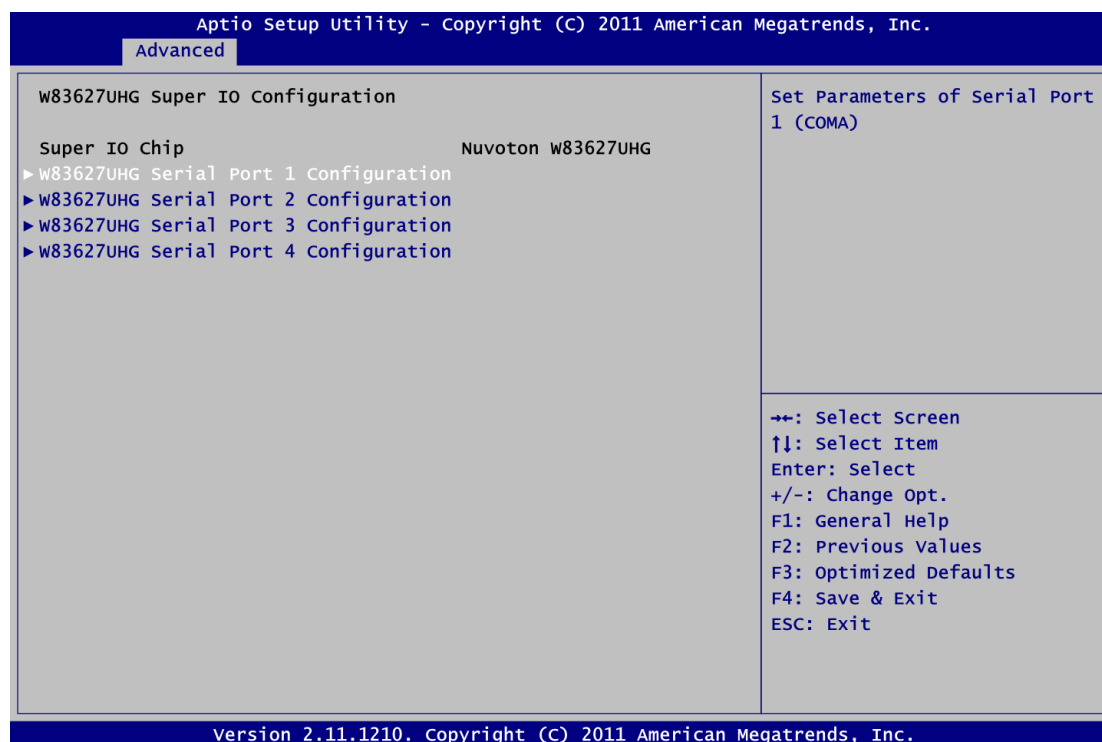 Aptio Setup Utility - Copyright (C) 2011 American Megatrends, Inc.
Advanced
W83627UHG Super IO Configuration
Super IO Chip Nuvoton W83627UHG
►W83627UHG Serial Port 1 Configuration
►W83627UHG Serial Port 2 Configuration
►W83627UHG Serial Port 3 Configuration
►W83627UHG Serial Port 4 Configuration
Set Parameters of Serial Port
1 (COMA)
→←: Select Screen
↑↓: Select Item
Enter: Select
+/-: Change Opt.
F1: General Help
F2: Previous Values
F3: Optimized Defaults
F4: Save & Exit
ESC: Exit
Version 2.11.1210. Copyright (C) 2011 American Megatrends, Inc.